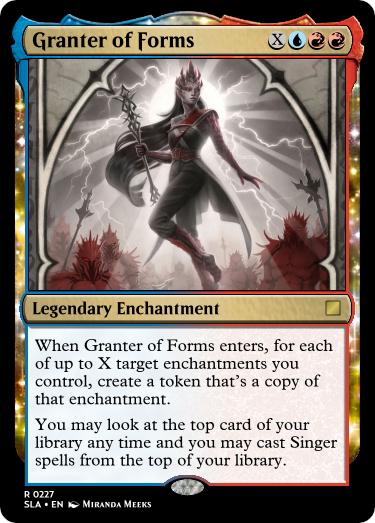 Granter of Forms X
Legendary Enchantment
When Granter of Forms enters, for each
of up to X target enchantments you
control, create a token that's a copy of
that enchantment.
You may look at the top card of your
library any time and you may cast Singer
spells from the top of your library.
R 0227
SLA • EN Miranda Meeks